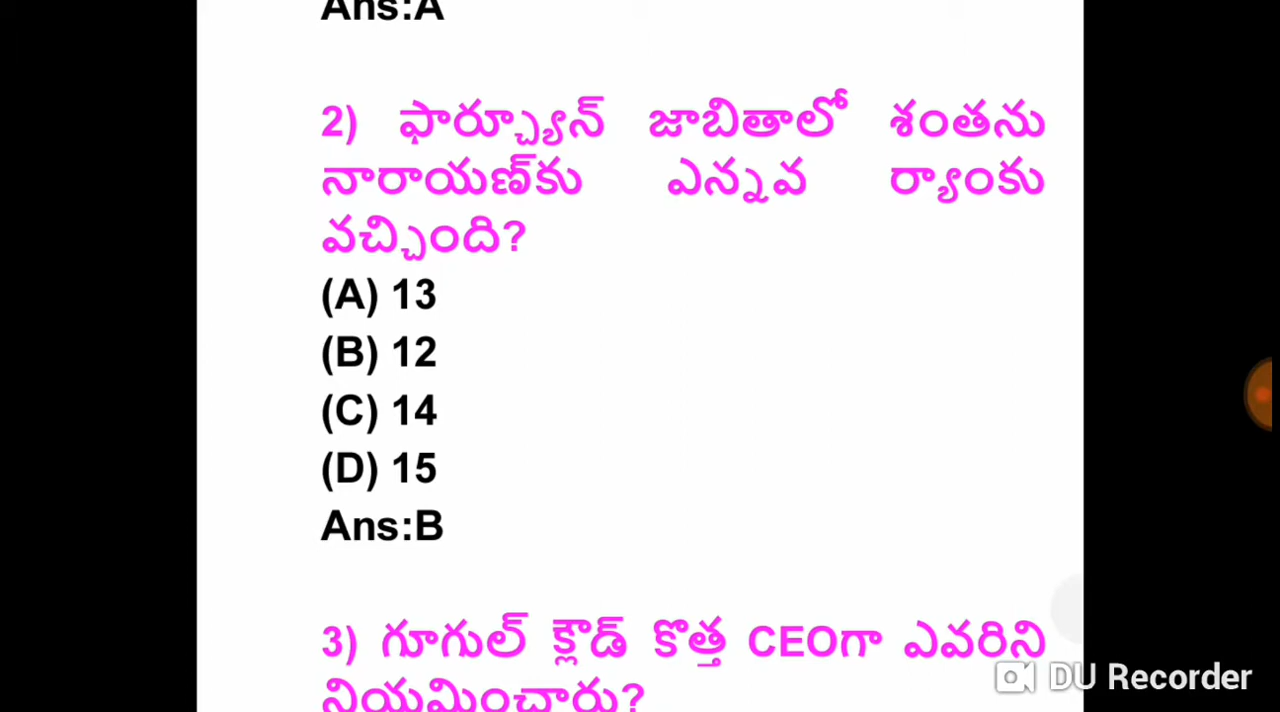 Ans:A
2) ఫార్చ్యూన్ జాబితాలో శంతను
నారాయణ్‌కు ఎన్నవ ర్యాంకు
వచ్చింది?
(A) 13
(B) 12
(C) 14
(D) 15
Ans:B
3) గూగుల్ క్లౌడ్ కొత్త CEOగా ఎవరిని
నియమించారు?
DU Recorder